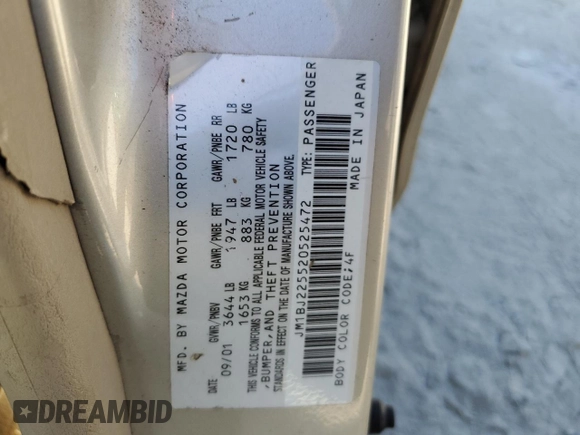 MFD. BY MAZDA MOTOR CORPORATION
DATE GVWR/PNBV GAWR/PNBE FRT GAWR/PNBE RR
09/01 3644 LB 1947 LB 1720 LB
1653 KG 883 KG 780 KG
THIS VEHICLE CONFORMS TO ALL APPLICABLE FEDERAL MOTOR VEHICLE SAFETY
,BUMPER, AND THEFT PREVENTION
STANDARDS IN EFFECT ON THE DATE OF MANUFACTURE SHOWN ABOVE.
JM1BJ225520525472 TYPE: PASSENGER
BODY COLOR CODE;4F MADE IN JAPAN
DREAMBID